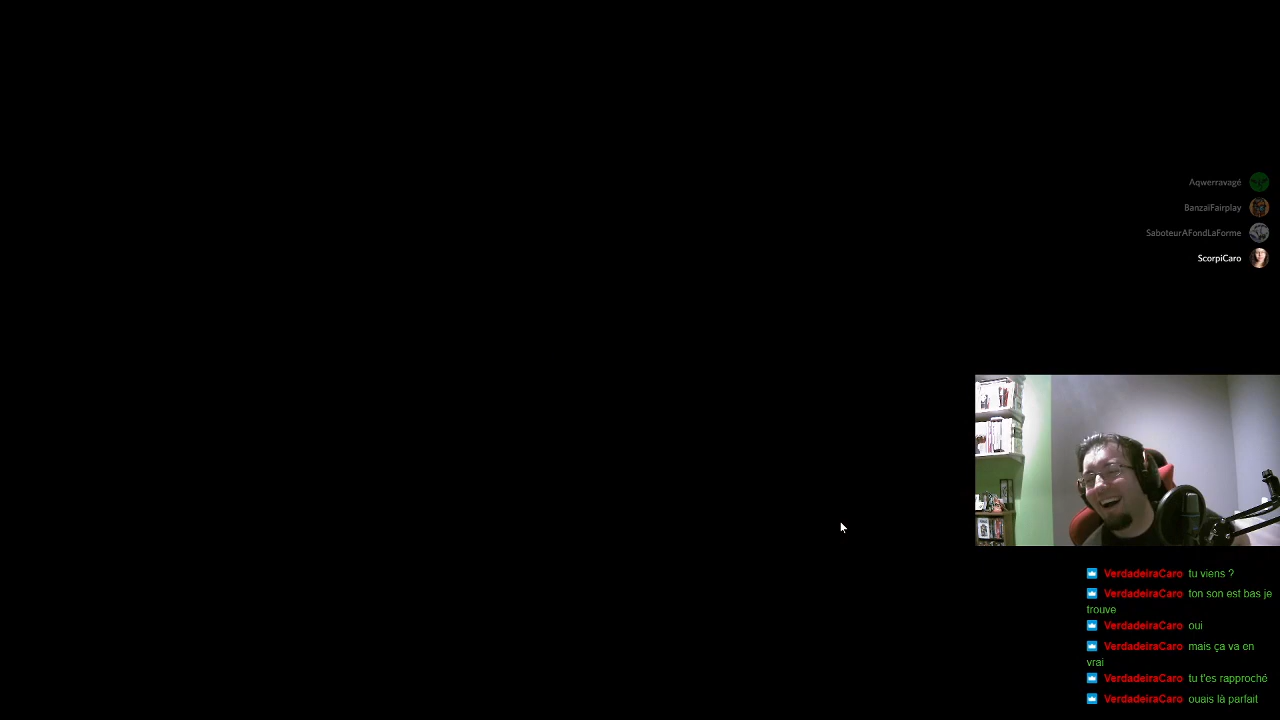 Aqwerravagé
BanzaïFairplay
SaboteurAFondLaForme
ScorpiCaro
VerdadeiraCaro tu viens ?
VerdadeiraCaro ton son est bas je
trouve
VerdadeiraCaro oui
VerdadeiraCaro mais ça va en
vrai
VerdadeiraCaro tu t'es rapproché
VerdadeiraCaro ouais là parfait